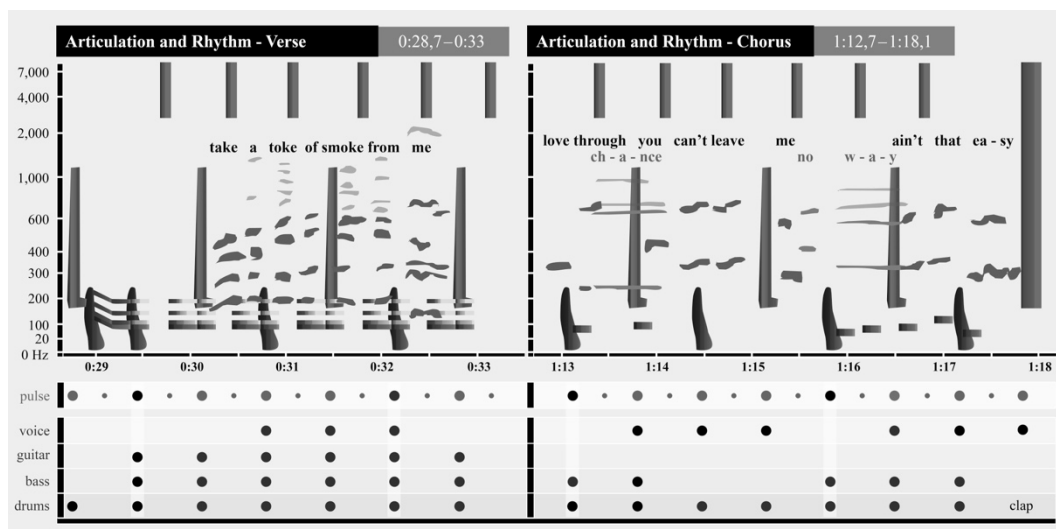 Articulation and Rhythm - Verse 0:28,7–0:33
7,000
4,000
2,000
1,000
600
400
300
200
100
20
0 Hz
take a toke of smoke from me
0:29 0:30 0:31 0:32 0:33
Articulation and Rhythm - Chorus 1:12,7–1:18,1
love through you can't leave me ain't that ea - sy
ch - a - nce no w - a - y
1:13 1:14 1:15 1:16 1:17 1:18
pulse
voice
guitar
bass
drums
clap